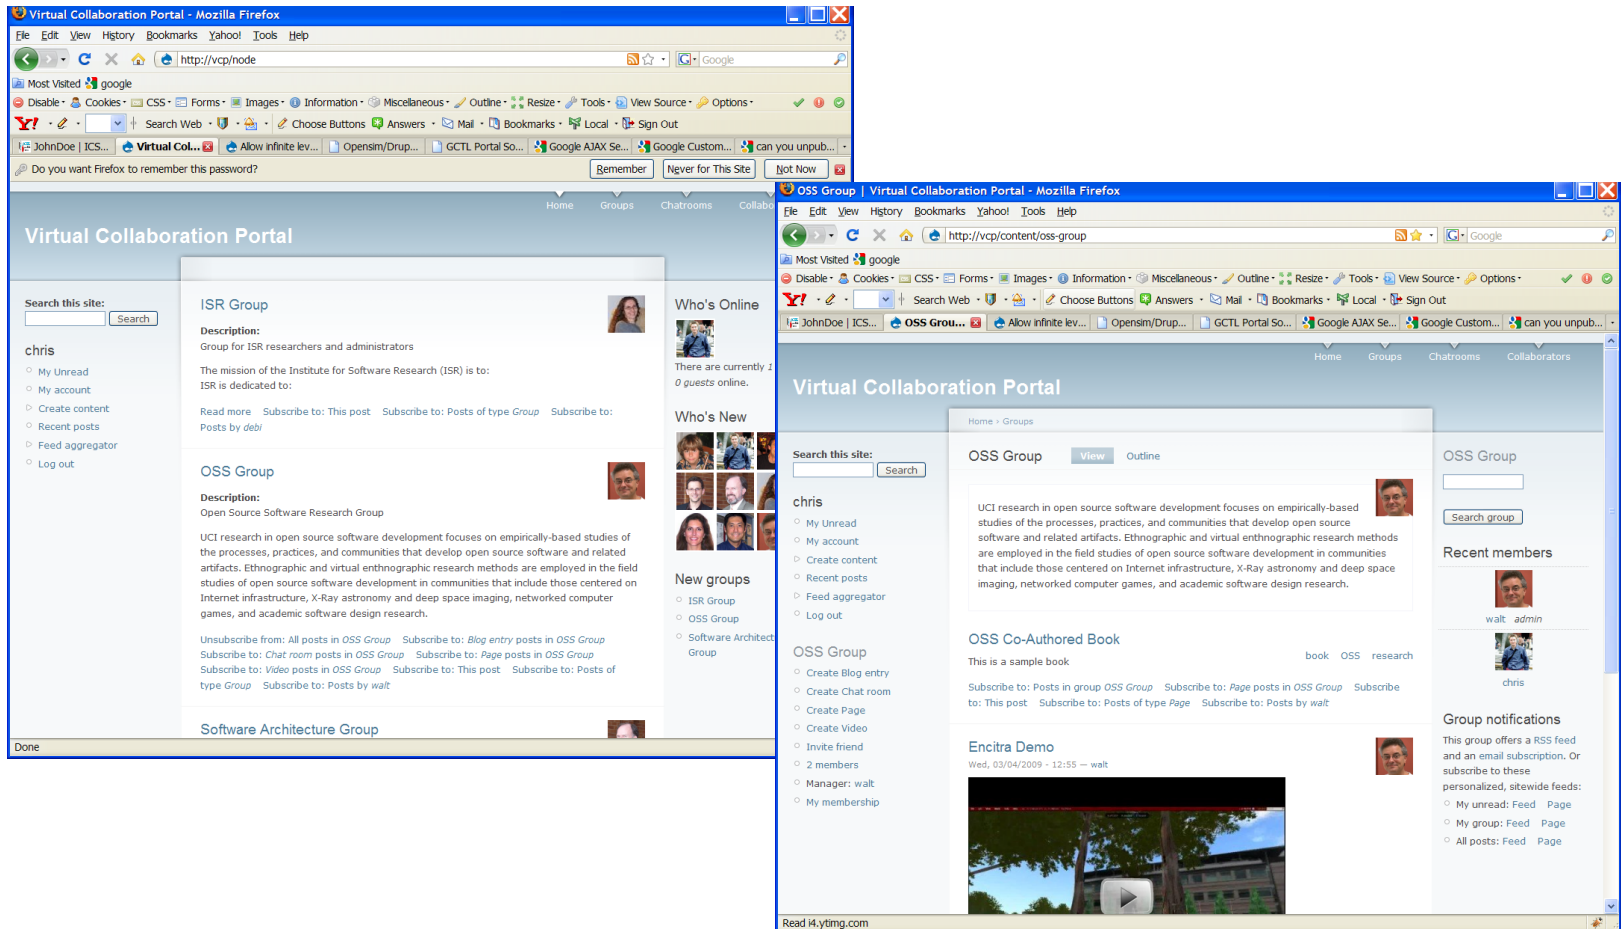 Virtual Collaboration Portal - Mozilla Firefox
File Edit View History Bookmarks Yahoo! Tools Help
http://vcp/node
Google
Most Visited google
Disable Cookies CSS Forms Images Information Miscellaneous Outline Resize Tools View Source Options
Y! Search Web Choose Buttons Answers Mail Bookmarks Local Sign Out
JohnDoe | ICS... Virtual Col... Allow infinite lev... Opensim/Drup... GCTL Portal So... Google AJAX Se... Google Custom... can you unpub...
Do you want Firefox to remember this password? Remember Never for This Site Not Now
Home Groups Chatrooms Collabo
Virtual Collaboration Portal
Search this site:
Search
chris
My Unread
My account
Create content
Recent posts
Feed aggregator
Log out
ISR Group
Description:
Group for ISR researchers and administrators
The mission of the Institute for Software Research (ISR) is to:
ISR is dedicated to:
Read more Subscribe to: This post Subscribe to: Posts of type Group Subscribe to:
Posts by debi
OSS Group
Description:
Open Source Software Research Group
UCI research in open source software development focuses on empirically-based studies of
the processes, practices, and communities that develop open source software and related
artifacts. Ethnographic and virtual enthnographic research methods are employed in the field
studies of open source software development in communities that include those centered on
Internet infrastructure, X-Ray astronomy and deep space imaging, networked computer
games, and academic software design research.
Unsubscribe from: All posts in OSS Group Subscribe to: Blog entry posts in OSS Group
Subscribe to: Chat room posts in OSS Group Subscribe to: Page posts in OSS Group
Subscribe to: Video posts in OSS Group Subscribe to: This post Subscribe to: Posts of
type Group Subscribe to: Posts by walt
Software Architecture Group
Who's Online
There are currently 1
0 guests online.
Who's New
New groups
ISR Group
OSS Group
Software Architect
Group
Done
OSS Group | Virtual Collaboration Portal - Mozilla Firefox
File Edit View History Bookmarks Yahoo! Tools Help
http://vcp/content/oss-group
Google
Most Visited google
Disable Cookies CSS Forms Images Information Miscellaneous Outline Resize Tools View Source Options
Y! Search Web Choose Buttons Answers Mail Bookmarks Local Sign Out
JohnDoe | ICS... OSS Grou... Allow infinite lev... Opensim/Drup... GCTL Portal So... Google AJAX Se... Google Custom... can you unpub...
Home Groups Chatrooms Collaborators
Virtual Collaboration Portal
Home › Groups
Search this site:
Search
chris
My Unread
My account
Create content
Recent posts
Feed aggregator
Log out
OSS Group
Create Blog entry
Create Chat room
Create Page
Create Video
Invite friend
2 members
Manager: walt
My membership
OSS Group View Outline
UCI research in open source software development focuses on empirically-based
studies of the processes, practices, and communities that develop open source
software and related artifacts. Ethnographic and virtual enthnographic research methods
are employed in the field studies of open source software development in communities
that include those centered on Internet infrastructure, X-Ray astronomy and deep space
imaging, networked computer games, and academic software design research.
OSS Co-Authored Book
This is a sample book
book OSS research
Subscribe to: Posts in group OSS Group Subscribe to: Page posts in OSS Group Subscribe
to: This post Subscribe to: Posts of type Page Subscribe to: Posts by walt
Encitra Demo
Wed, 03/04/2009 - 12:55 — walt
OSS Group
Search group
Recent members
walt admin
chris
Group notifications
This group offers a RSS feed
and an email subscription. Or
subscribe to these
personalized, sitewide feeds:
My unread: Feed Page
My group: Feed Page
All posts: Feed Page
Read i4.ytimg.com